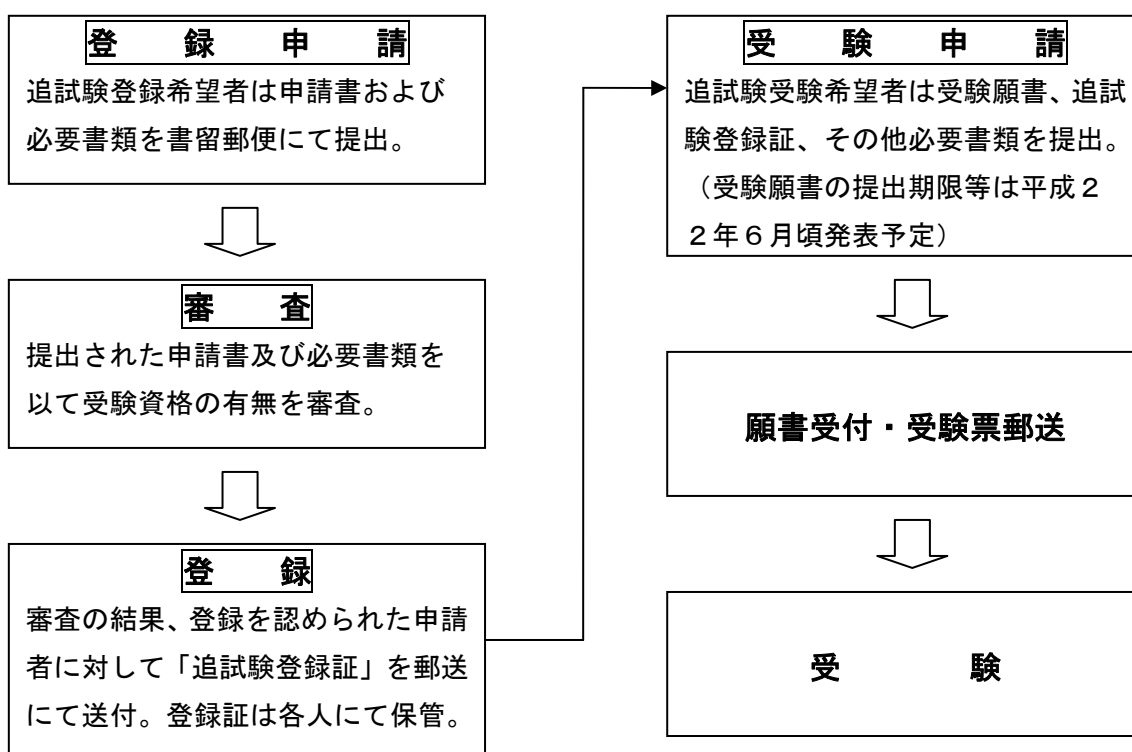 登録申請
追試験登録希望者は申請書および
必要書類を書留郵便にて提出。
審査
提出された申請書及び必要書類を
以て受験資格の有無を審査。
登録
審査の結果、登録を認められた申請
者に対して「追試験登録証」を郵送
にて送付。登録証は各人にて保管。
受験申請
追試験受験希望者は受験願書、追試
験登録証、その他必要書類を提出。
（受験願書の提出期限等は平成２
２年６月頃発表予定）
願書受付・受験票郵送
受験